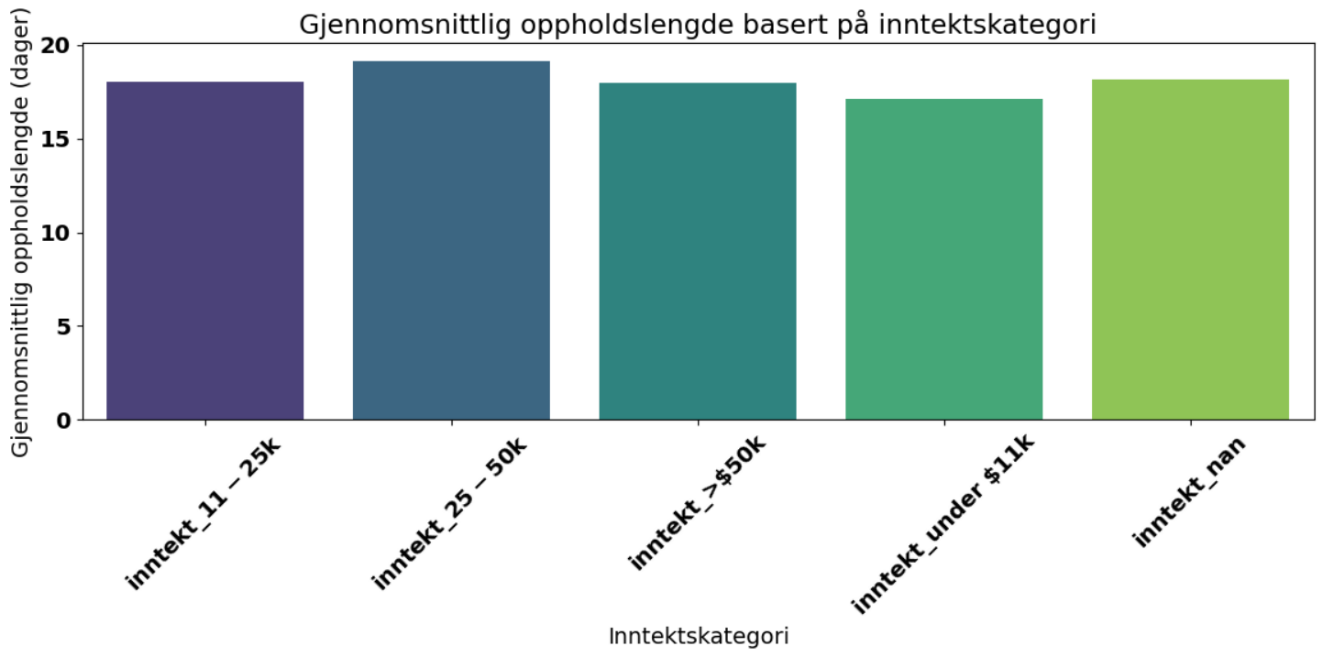 Gjennomsnittlig oppholdslengde basert på inntektskategori
Gjennomsnittlig oppholdslengde (dager)
20
15
10
5
0
inntekt_11 – 25k
inntekt_25 – 50k
inntekt_>$50k
inntekt_under $11k
inntekt_nan
Inntektskategori